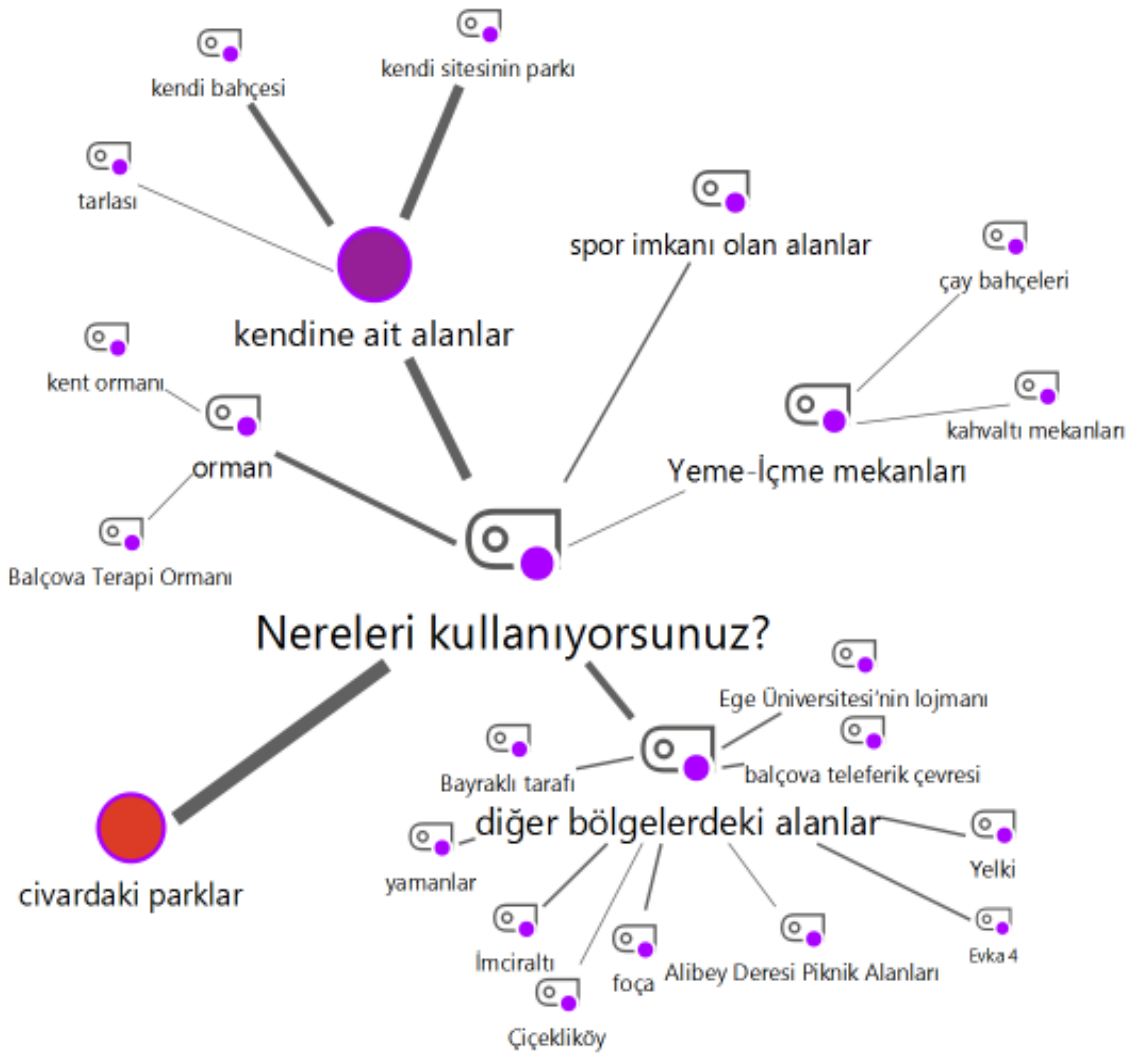 kendi bahçesi
kendi sitesinin parkı
tarlası
spor imkanı olan alanlar
çay bahçeleri
kendine ait alanlar
kent ormanı
kahvaltı mekanları
orman
Yeme-İçme mekanları
Balçova Terapi Ormanı
Nereleri kullanıyorsunuz?
Ege Üniversitesi'nin lojmanı
Bayraklı tarafı
balçova teleferik çevresi
diğer bölgelerdeki alanlar
Yelki
yamanlar
civardaki parklar
Evka 4
İmciraltı
foça
Alibey Deresi Piknik Alanları
Çiçekliköy